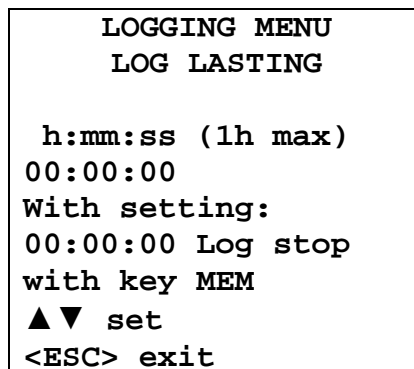 LOGGING MENU
LOG LASTING
h:mm:ss (1h max)
00:00:00
With setting:
00:00:00 Log stop
with key MEM
▲▼ set
<ESC> exit